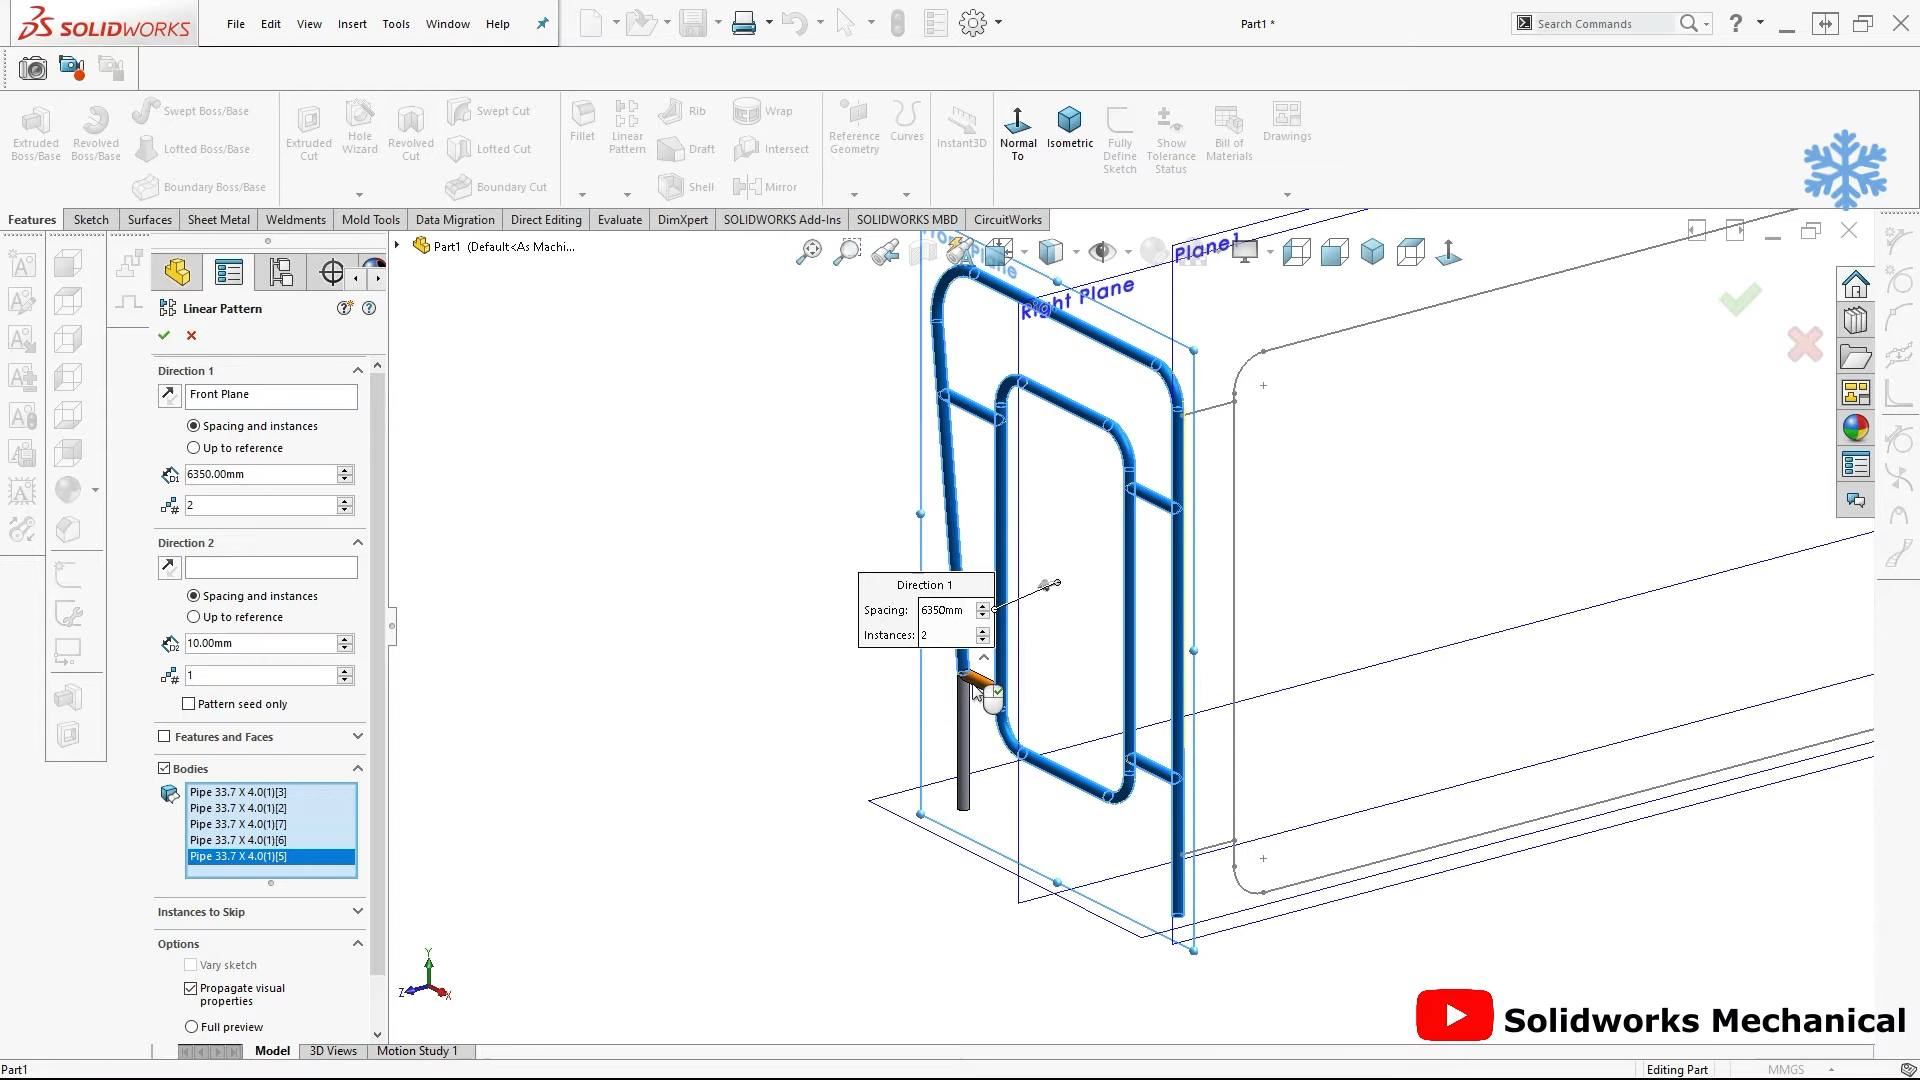 SOLIDWORKS
File Edit View Insert Tools Window Help
Part1 *
Search Commands
Extruded Boss/Base
Revolved Boss/Base
Swept Boss/Base
Lofted Boss/Base
Boundary Boss/Base
Extruded Cut
Hole Wizard
Revolved Cut
Swept Cut
Lofted Cut
Boundary Cut
Fillet
Linear Pattern
Rib
Draft
Shell
Wrap
Intersect
Mirror
Reference Geometry
Curves
Instant3D
Normal To
Isometric
Fully Define Sketch
Show Tolerance Status
Bill of Materials
Drawings
Features Sketch Surfaces Sheet Metal Weldments Mold Tools Data Migration Direct Editing Evaluate DimXpert SOLIDWORKS Add-Ins SOLIDWORKS MBD CircuitWorks
Part1 (Default<As Machi...
Linear Pattern
Direction 1
Front Plane
Spacing and instances
Up to reference
D1
6350.00mm
2
Direction 2
Spacing and instances
Up to reference
D2
10.00mm
1
Pattern seed only
Features and Faces
Bodies
Pipe 33.7 X 4.0(1)[3]
Pipe 33.7 X 4.0(1)[2]
Pipe 33.7 X 4.0(1)[7]
Pipe 33.7 X 4.0(1)[6]
Pipe 33.7 X 4.0(1)[5]
Instances to Skip
Options
Vary sketch
Propagate visual properties
Full preview
Front Plane
Right Plane
Plane1
Direction 1
Spacing: 6350mm
Instances: 2
Y
Z
X
Solidworks Mechanical
Model 3D Views Motion Study 1
Part1
Editing Part
MMGS